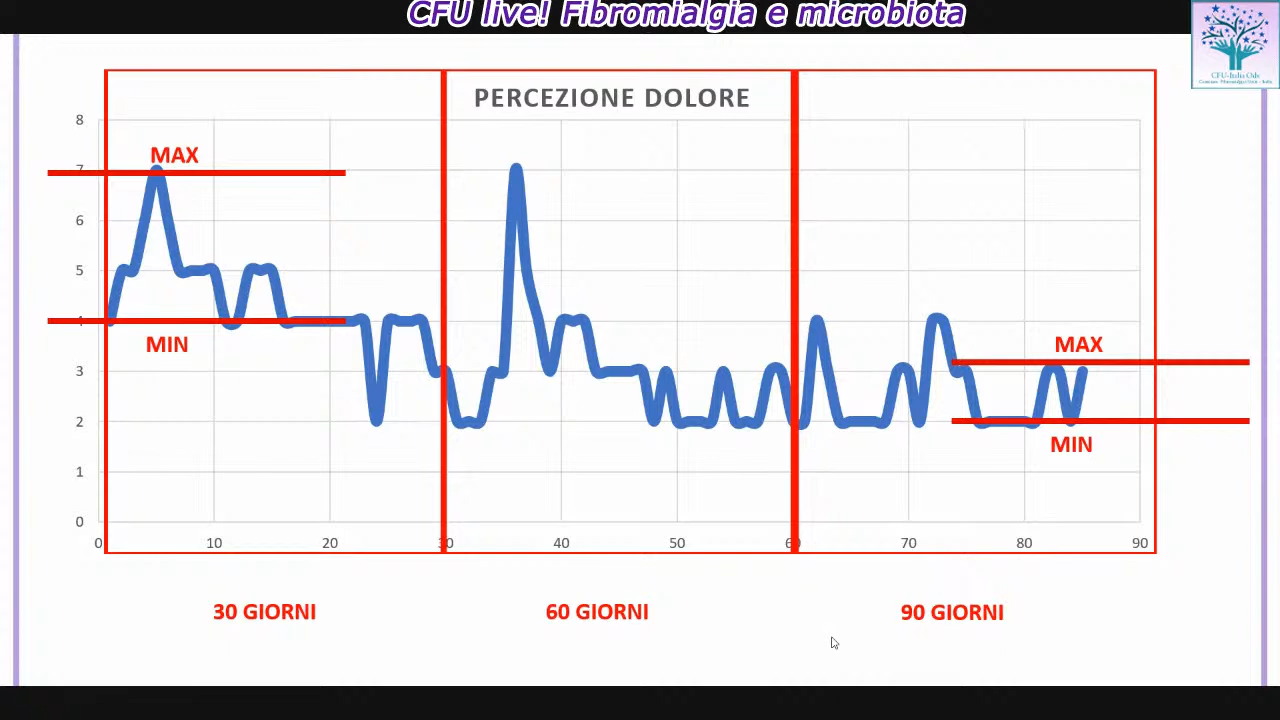 CFU live! Fibromialgia e microbiota
CFU-Italia Odv
PERCEZIONE DOLORE
8
MAX
7
6
5
4
MIN
3
MAX
2
MIN
1
0
0 10 20 30 40 50 60 70 80 90
30 GIORNI 60 GIORNI 90 GIORNI